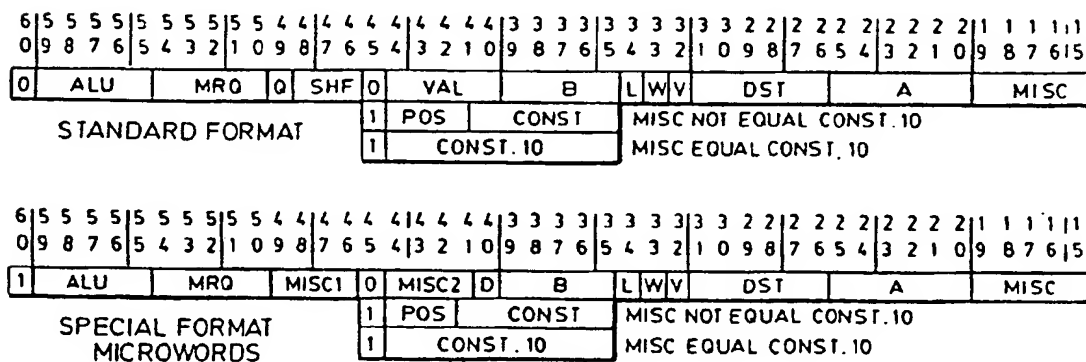 6|5 5 5 5|5 5 5 5|5 5 4 4|4 4 4 4 4|4 4 4|3 3 3 3|3 3 3 3|3 3 2 2|2 2 2 2|2 2 2 2|1 1 1 1|1
0|9 8 7 6|5 4 3 2|1 0 9 8|7 6 5 4|3 2 1 0|9 8 7 6|5 4 3 2|1 0 9 8|7 6 5 4|3 2 1 0|9 8 7 6|5
0 ALU MRQ Q SHF 0 VAL B L W V DST A MISC
STANDARD FORMAT 1 POS CONST MISC NOT EQUAL CONST.10
1 CONST.10 MISC EQUAL CONST.10
6|5 5 5 5|5 5 5 5|5 5 4 4|4 4 4 4|4 4 4 4|3 3 3 3|3 3 3 3|3 3 2 2|2 2 2 2|2 2 2 2|1 1 1 1|1
0|9 8 7 6|5 4 3 2|1 0 9 8|7 6 5 4|3 2 1 0|9 8 7 6|5 4 3 2|1 0 9 8|7 6 5 4|3 2 1 0|9 8 7 6|5
1 ALU MRQ MISC1 0 MISC2 D B L W V DST A MISC
SPECIAL FORMAT 1 POS CONST MISC NOT EQUAL CONST.10
MICROWORDS 1 CONST.10 MISC EQUAL CONST.10